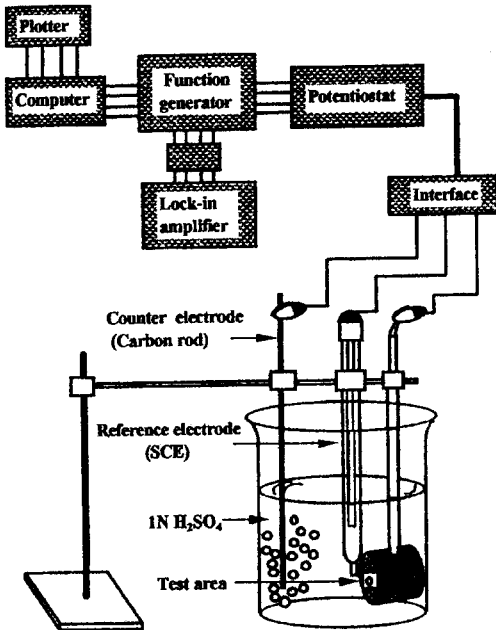 Plotter
Computer
Function
generator
Potentiostat
Lock-in
amplifier
Interface
Counter electrode
(Carbon rod)
Reference electrode
(SCE)
1N H₂SO₄
Test area